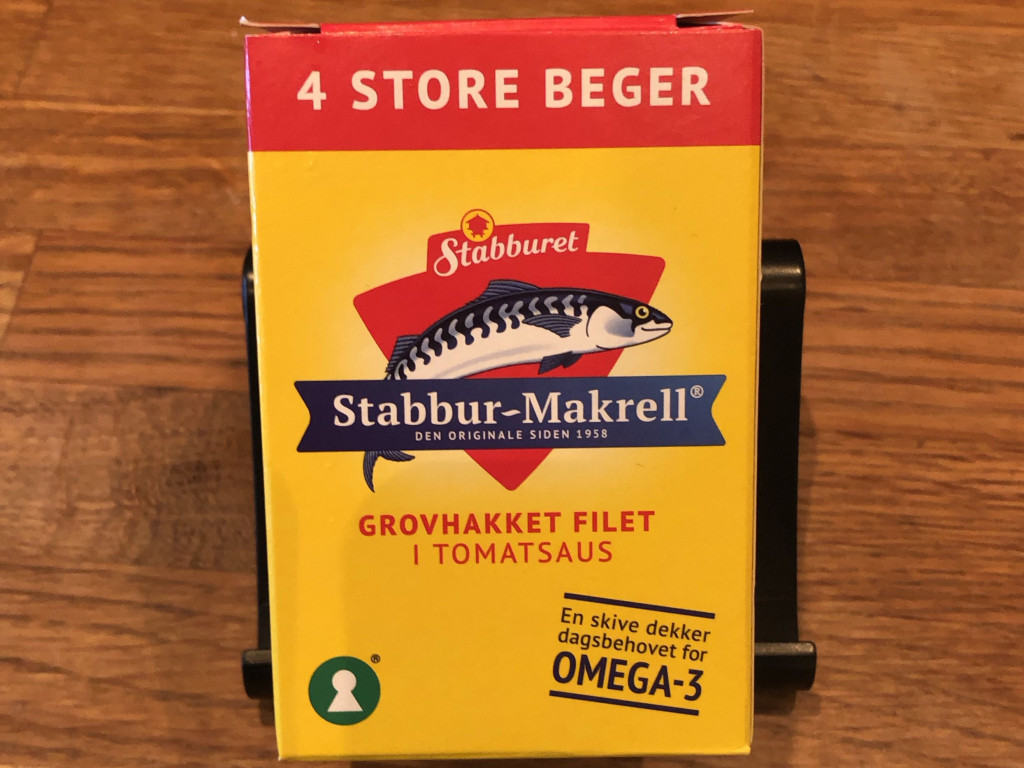 4 STORE BEGER
Stabburet
Stabbur-Makrell®
DEN ORIGINALE SIDEN 1958
GROVHAKKET FILET
I TOMATSAUS
En skive dekker
dagsbehovet for
OMEGA-3
®